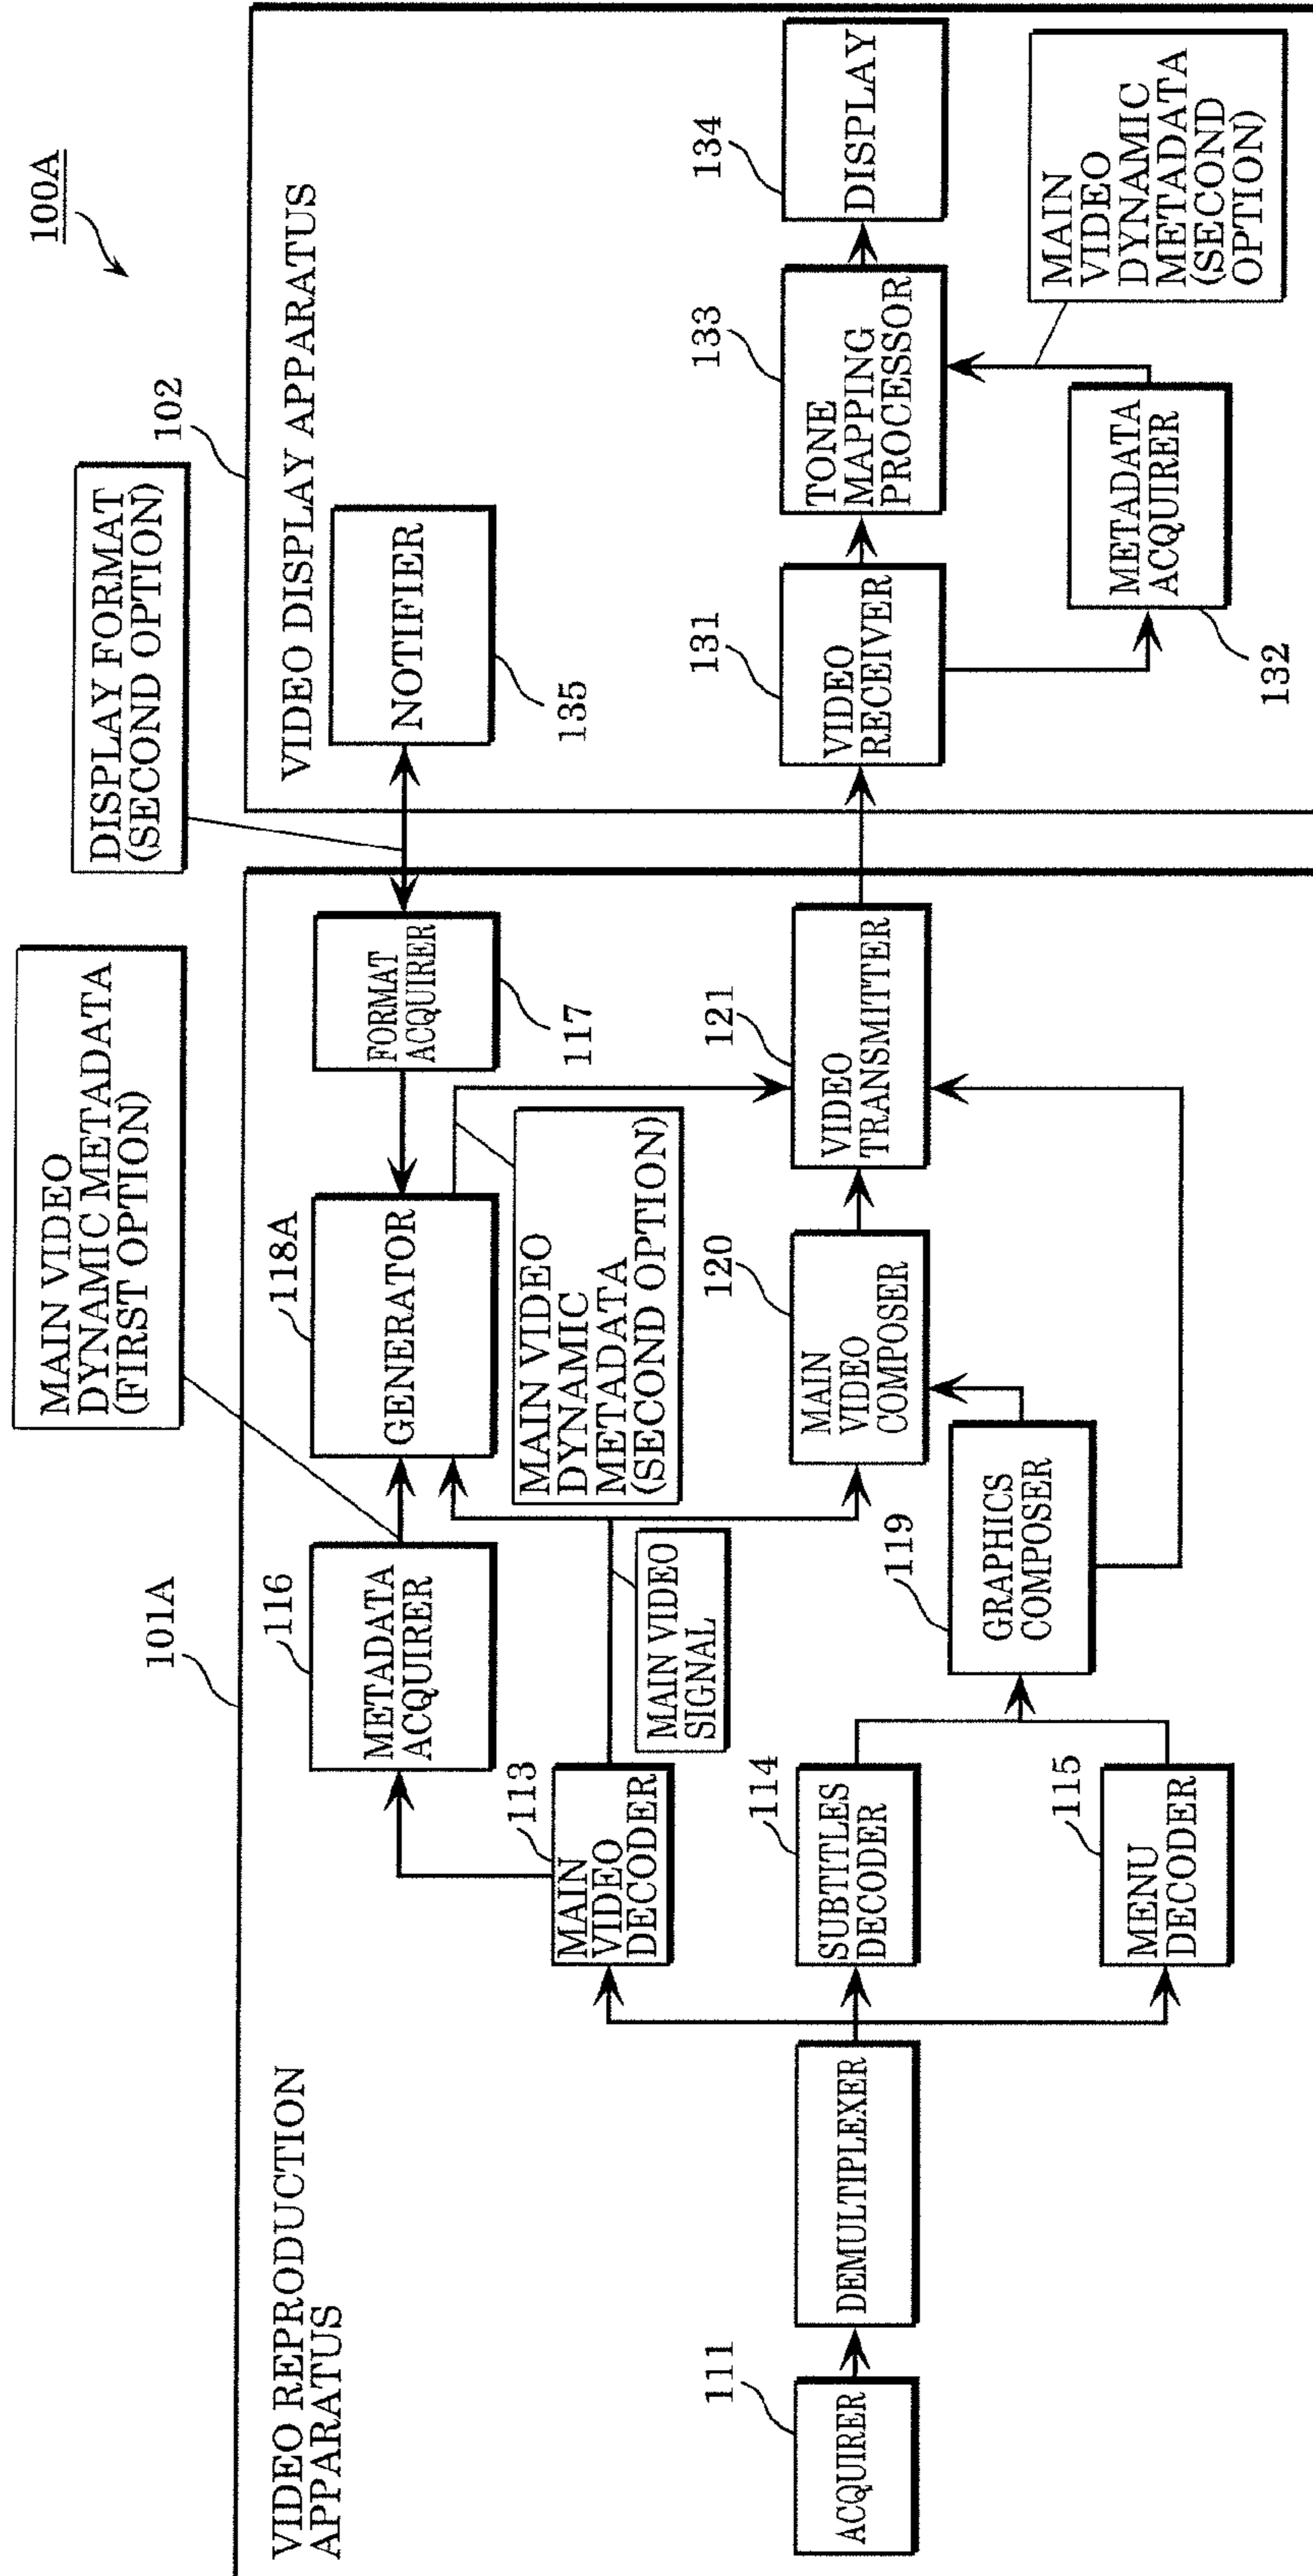 100A
MAIN VIDEO
DYNAMIC METADATA
(FIRST OPTION)
DISPLAY FORMAT
(SECOND OPTION)
101A
102
VIDEO REPRODUCTION
APPARATUS
VIDEO DISPLAY APPARATUS
116
METADATA
ACQUIRER
118A
GENERATOR
FORMAT
ACQUIRER
117
NOTIFIER
135
113
MAIN
VIDEO
DECODER
MAIN VIDEO
SIGNAL
MAIN VIDEO
DYNAMIC
METADATA
(SECOND OPTION)
111
ACQUIRER
DEMULTIPLEXER
114
SUBTITLES
DECODER
120
MAIN
VIDEO
COMPOSER
121
VIDEO
TRANSMITTER
131
VIDEO
RECEIVER
133
TONE
MAPPING
PROCESSOR
134
DISPLAY
119
GRAPHICS
COMPOSER
115
MENU
DECODER
METADATA
ACQUIRER
132
MAIN
VIDEO
DYNAMIC
METADATA
(SECOND
OPTION)